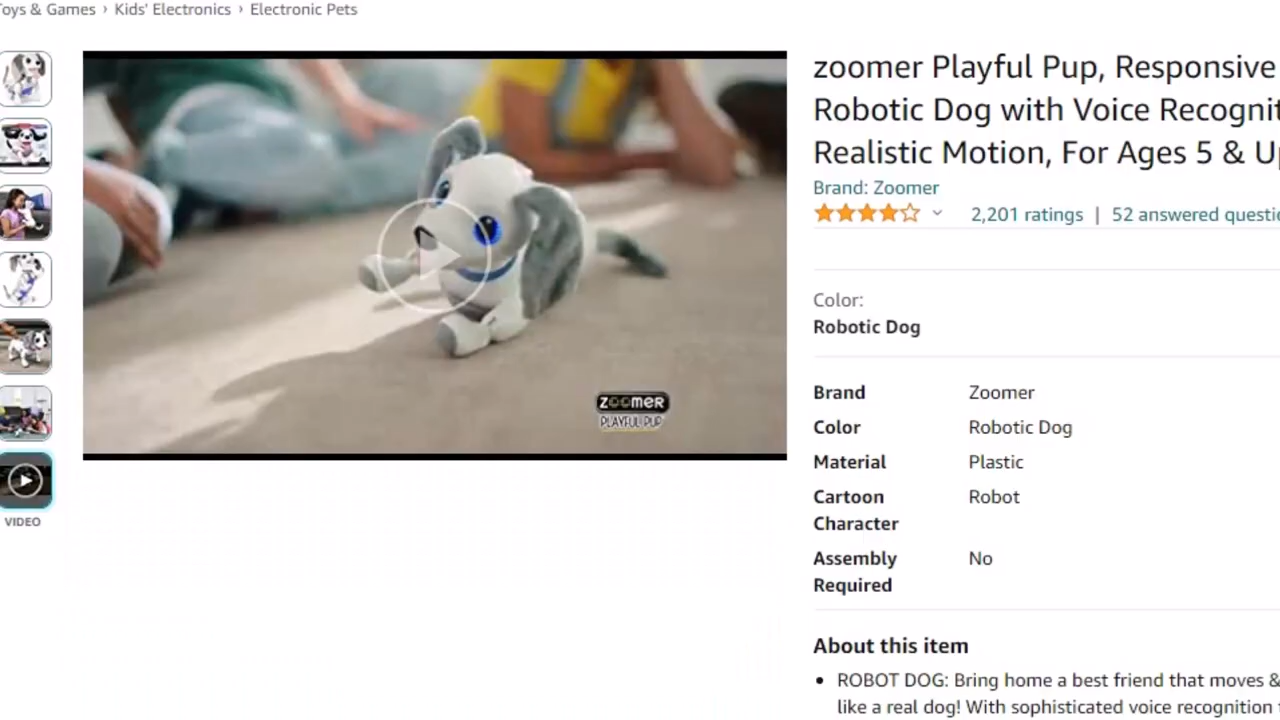 Toys & Games › Kids' Electronics › Electronic Pets
zoomer Playful Pup, Responsive
Robotic Dog with Voice Recognit
Realistic Motion, For Ages 5 & Up
Brand: Zoomer
2,201 ratings | 52 answered questi
Color:
Robotic Dog
Brand Zoomer
Color Robotic Dog
Material Plastic
Cartoon Robot
Character
Assembly No
Required
About this item
• ROBOT DOG: Bring home a best friend that moves &
like a real dog! With sophisticated voice recognition
ZOOMER
PLAYFUL PUP
VIDEO